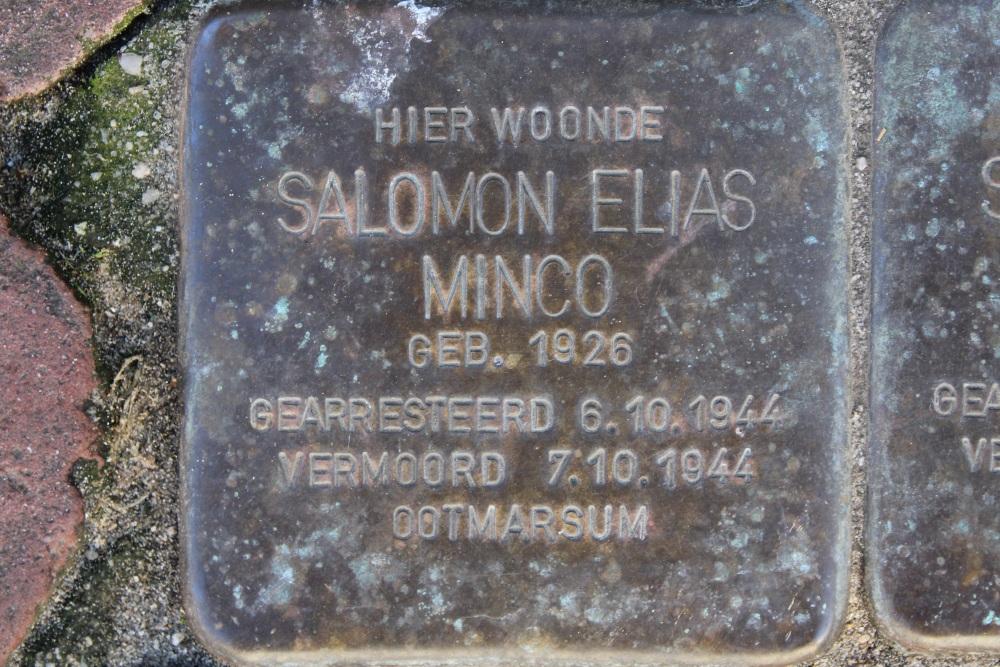 HIER WOONDE
SALOMON ELIAS
MINCO
GEB. 1926
GEARRESTEERD 6.10.1944
VERMOORD 7.10.1944
OOTMARSUM